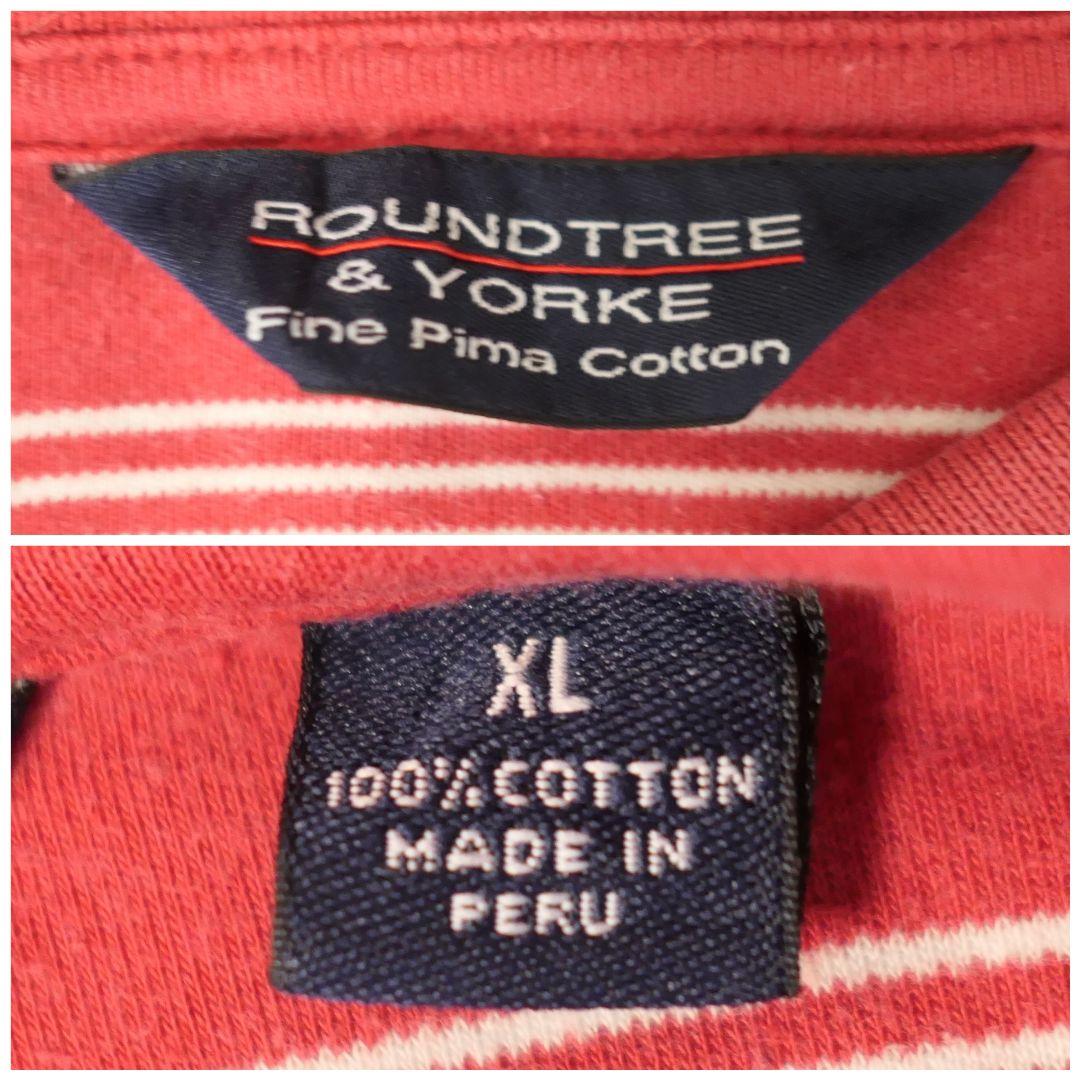 ROUNDTREE
& YORKE
Fine Pima Cotton
XL
100% COTTON
MADE IN
PERU